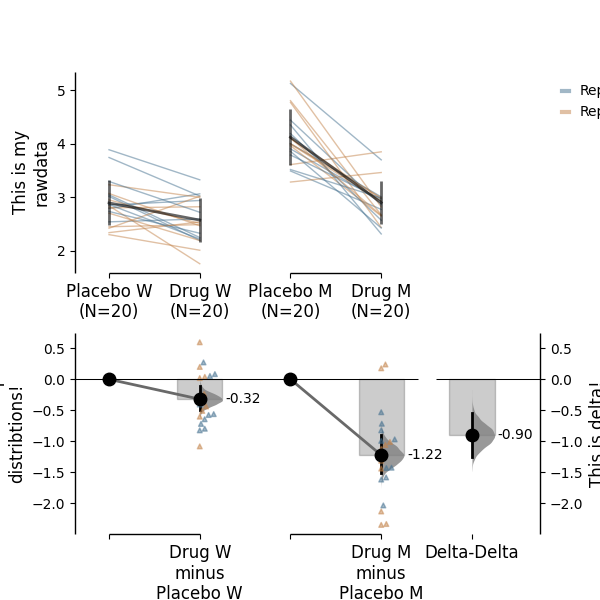 This is my
rawdata
5
4
3
2
Placebo W
(N=20)
Drug W
(N=20)
Placebo M
(N=20)
Drug M
(N=20)
Rep
Rep
distribtions!
0.5
0.0
−0.5
−1.0
−1.5
−2.0
-0.32
-1.22
-0.90
0.5
0.0
−0.5
−1.0
−1.5
−2.0
This is delta!
Drug W
minus
Placebo W
Drug M
minus
Placebo M
Delta-Delta